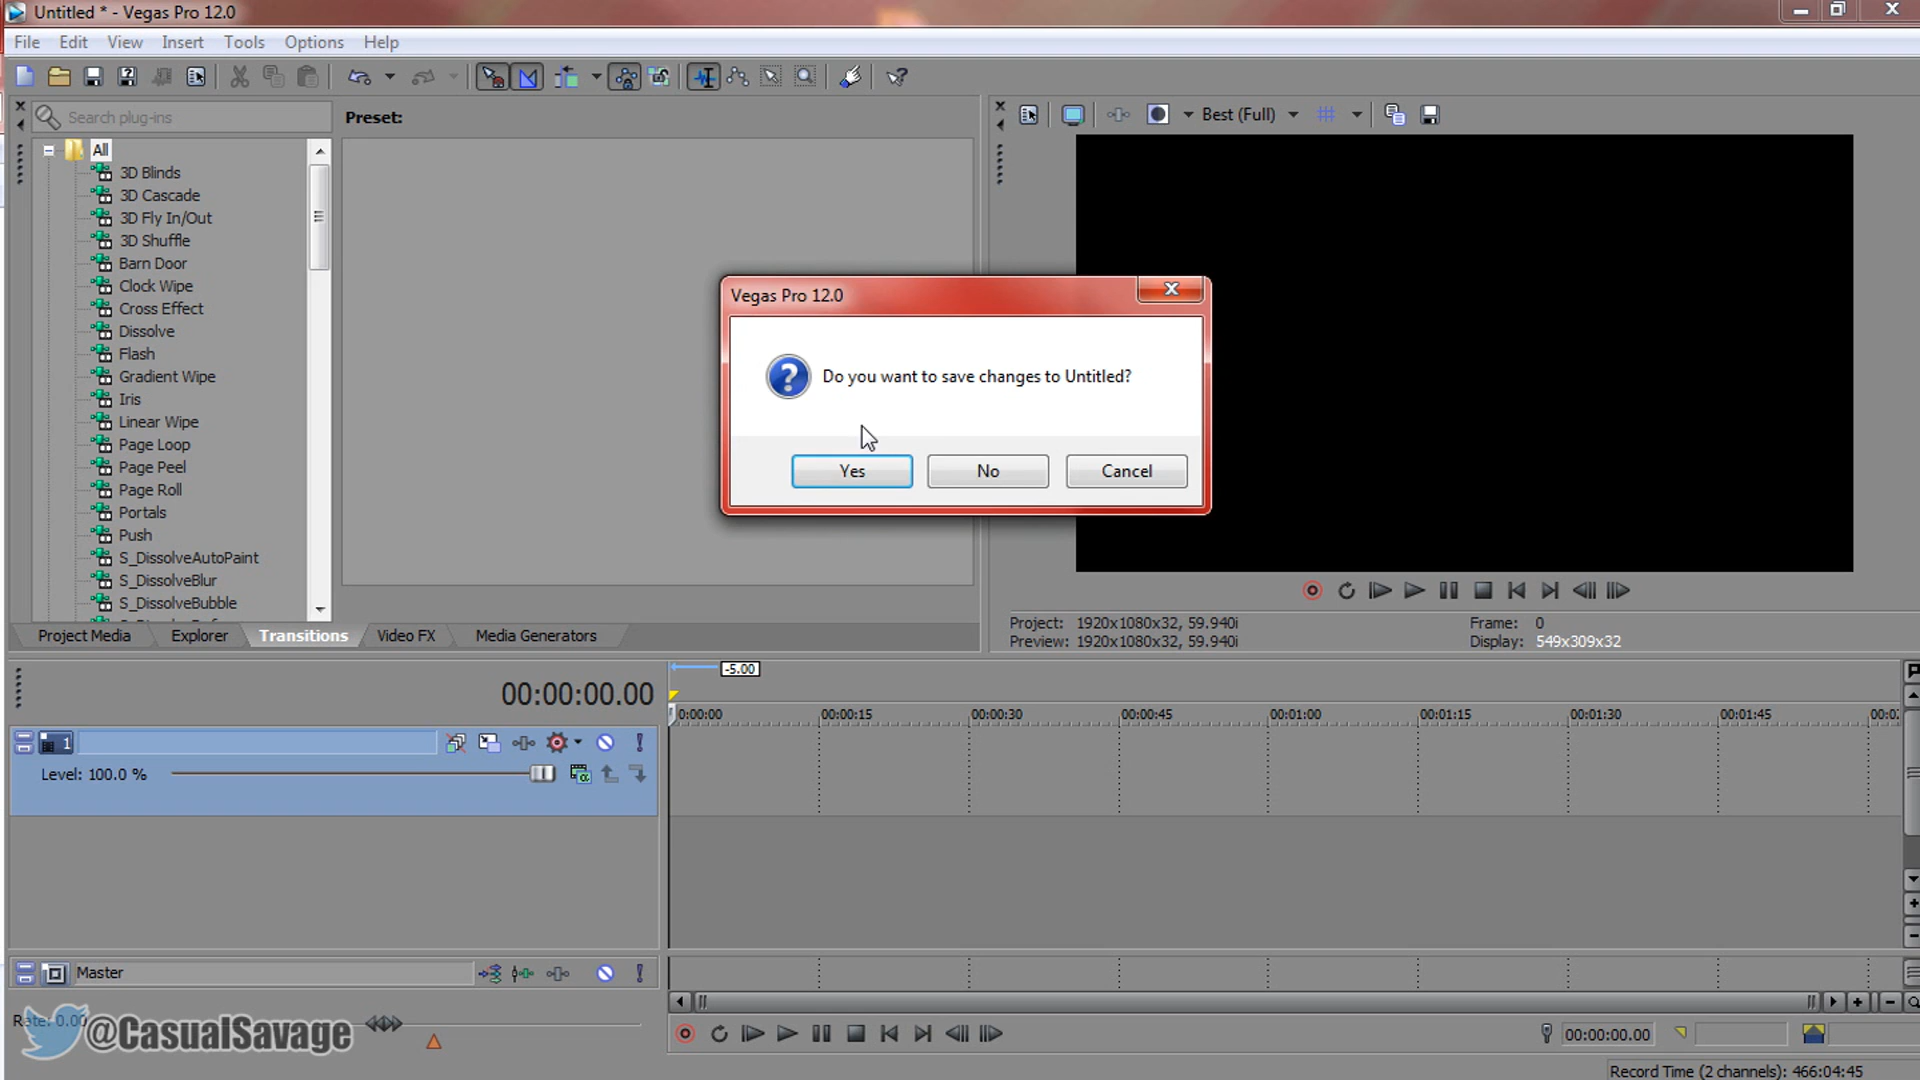 Untitled * - Vegas Pro 12.0
File Edit View Insert Tools Options Help
Search plug-ins
Preset:
Best (Full)
All
3D Blinds
3D Cascade
3D Fly In/Out
3D Shuffle
Barn Door
Clock Wipe
Cross Effect
Dissolve
Flash
Gradient Wipe
Iris
Linear Wipe
Page Loop
Page Peel
Page Roll
Portals
Push
S_DissolveAutoPaint
S_DissolveBlur
S_DissolveBubble
Vegas Pro 12.0
Do you want to save changes to Untitled?
Yes No Cancel
Project Media Explorer Transitions Video FX Media Generators
Project: 1920x1080x32, 59.940i
Preview: 1920x1080x32, 59.940i
Frame: 0
Display: 549x309x32
-5.00
00:00:00.00
0:00:00 00:00:15 00:00:30 00:00:45 00:01:00 00:01:15 00:01:30 00:01:45
1
Level: 100.0 %
Master
Rate: 0.00
@CasualSavage
00:00:00.00
Record Time (2 channels): 466:04:45